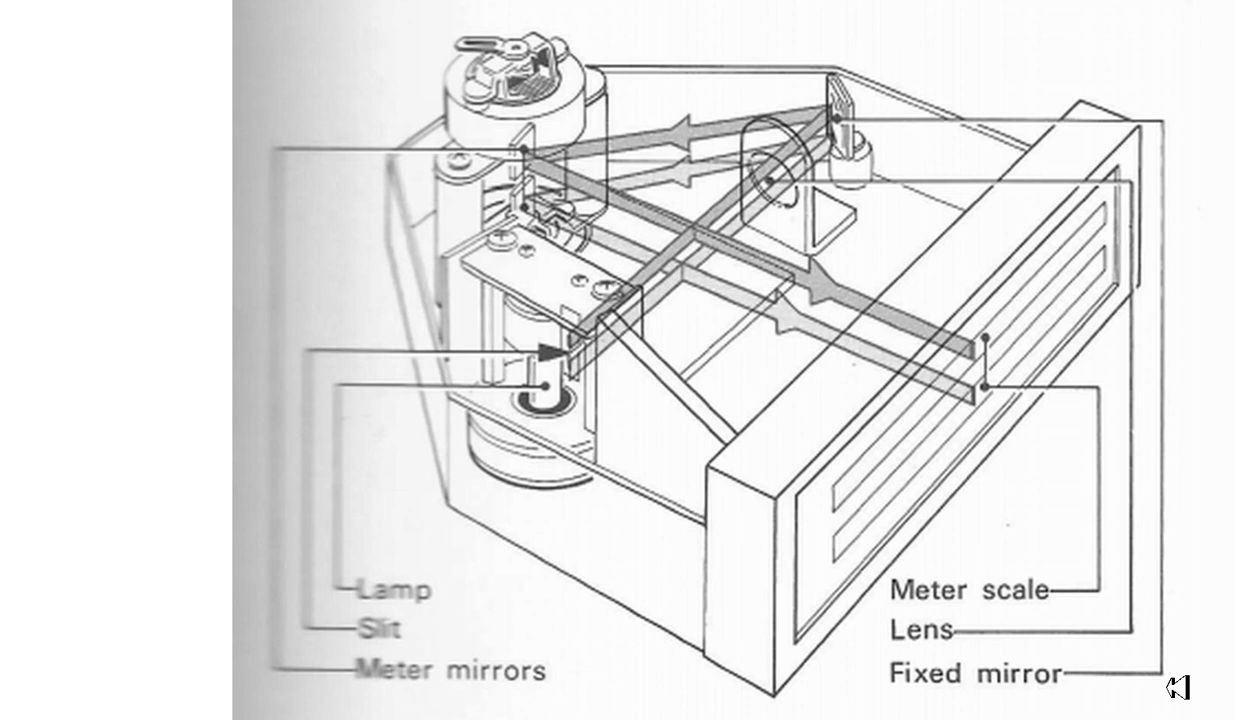 Lamp
Slit
Meter mirrors
Meter scale
Lens
Fixed mirror